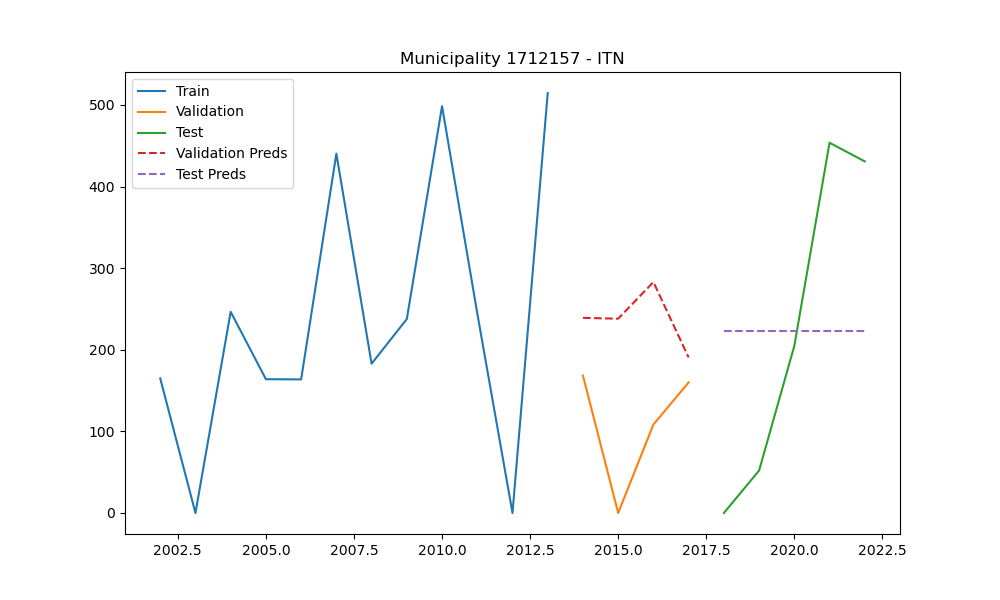 Municipality 1712157 - ITN
Train
Validation
Test
Validation Preds
Test Preds
500
400
300
200
100
0
2002.5 2005.0 2007.5 2010.0 2012.5 2015.0 2017.5 2020.0 2022.5